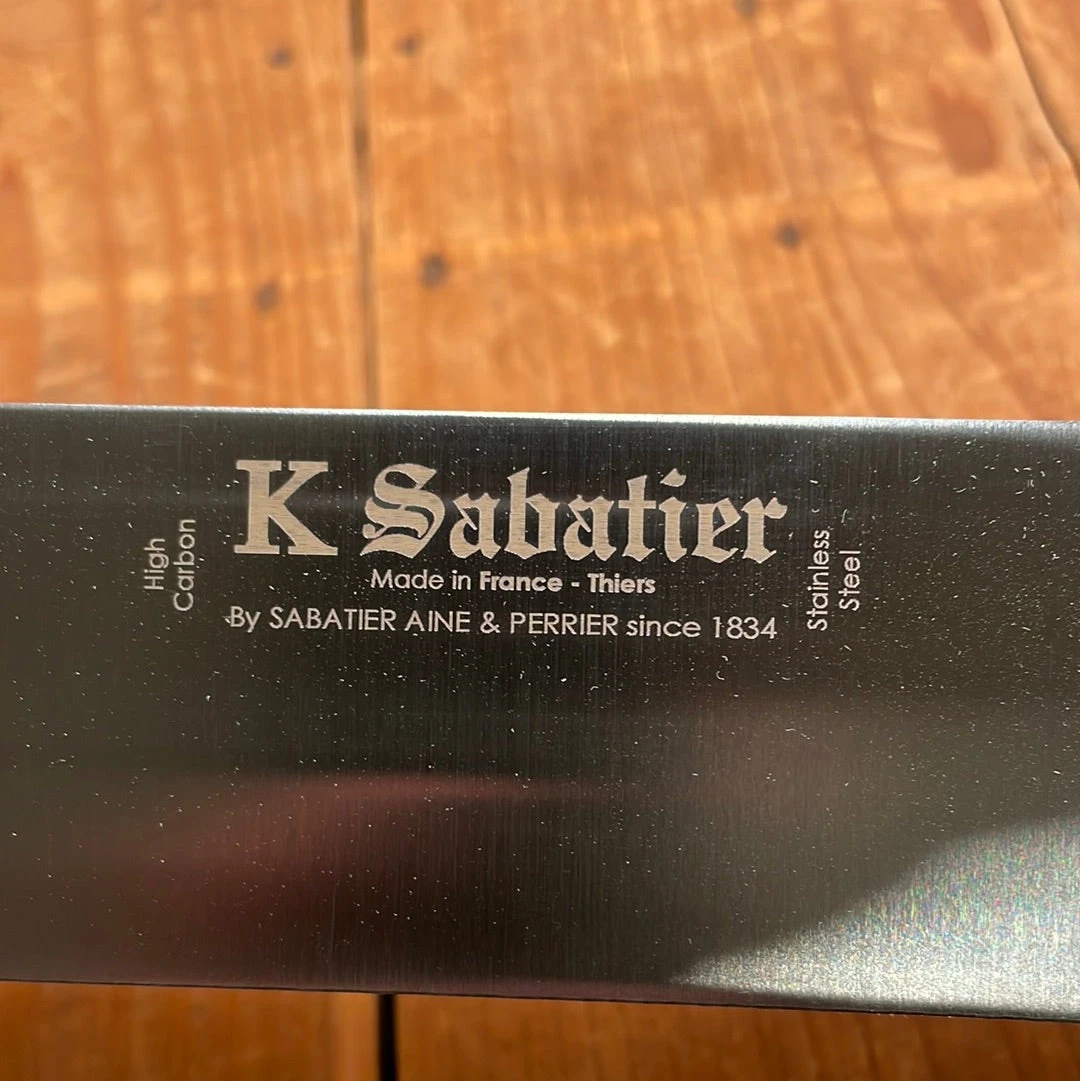 High
Carbon
K Sabatier
Made in France - Thiers
By SABATIER AINE & PERRIER since 1834
Stainless
Steel